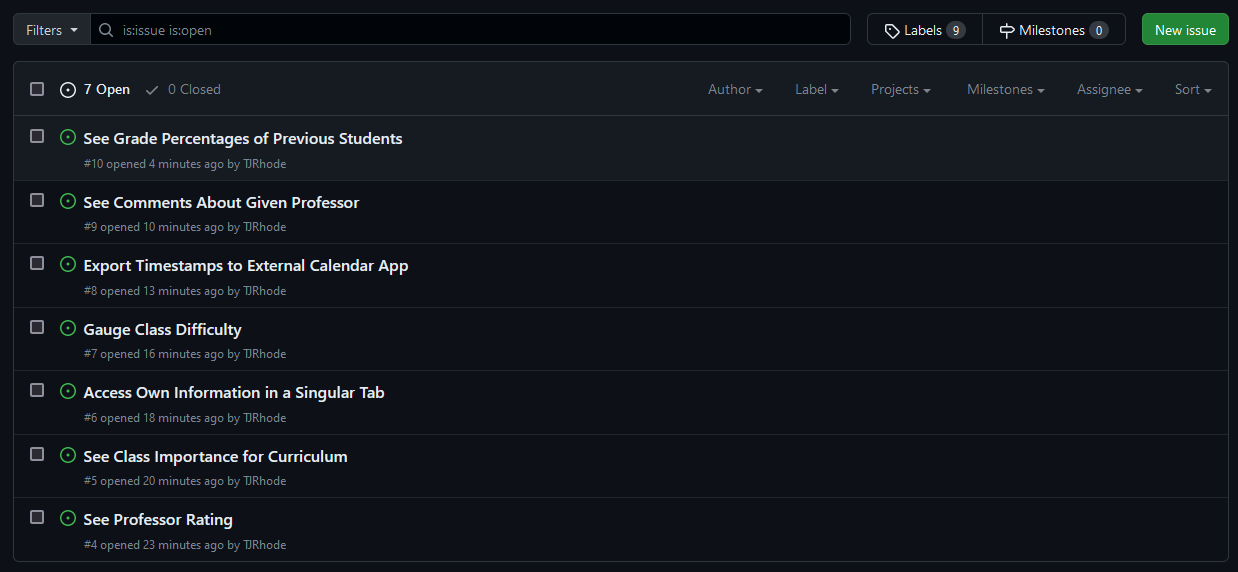 Filters is:issue is:open Labels 9 Milestones 0 New issue
7 Open 0 Closed Author Label Projects Milestones Assignee Sort
See Grade Percentages of Previous Students
#10 opened 4 minutes ago by TJRhode
See Comments About Given Professor
#9 opened 10 minutes ago by TJRhode
Export Timestamps to External Calendar App
#8 opened 13 minutes ago by TJRhode
Gauge Class Difficulty
#7 opened 16 minutes ago by TJRhode
Access Own Information in a Singular Tab
#6 opened 18 minutes ago by TJRhode
See Class Importance for Curriculum
#5 opened 20 minutes ago by TJRhode
See Professor Rating
#4 opened 23 minutes ago by TJRhode